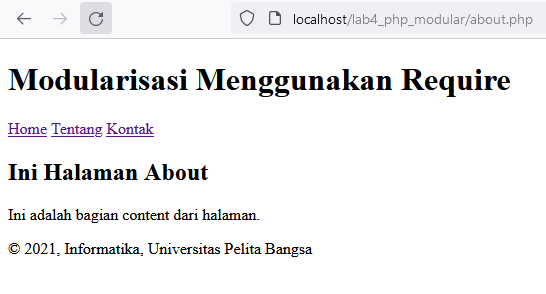 localhost/lab4_php_modular/about.php
Modularisasi Menggunakan Require
Home Tentang Kontak
Ini Halaman About
Ini adalah bagian content dari halaman.
© 2021, Informatika, Universitas Pelita Bangsa